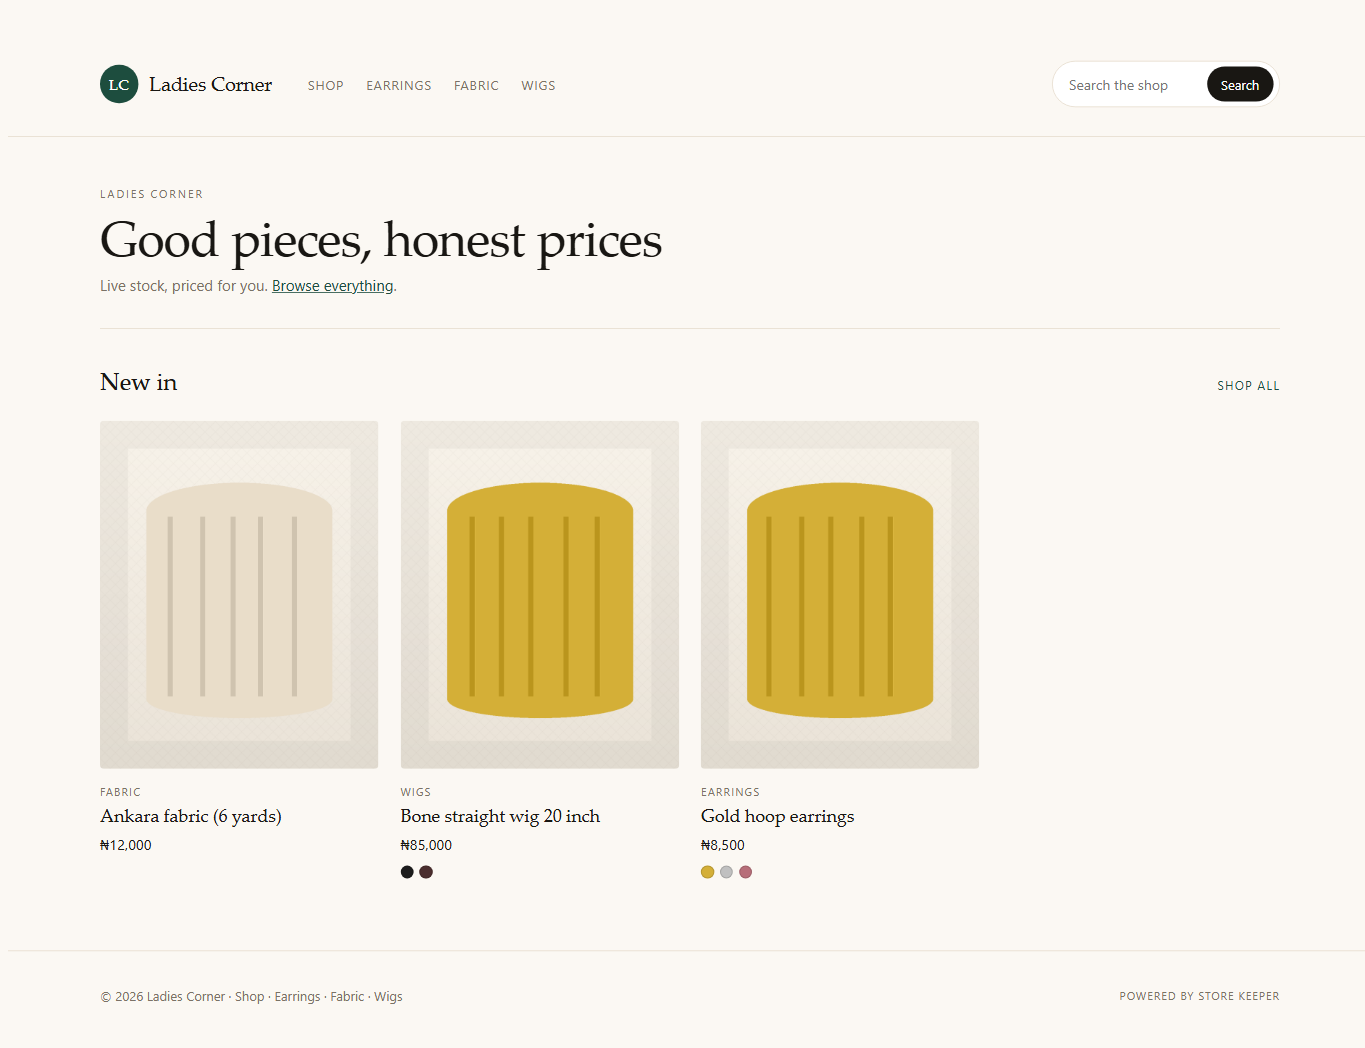 LC Ladies Corner SHOP EARRINGS FABRIC WIGS Search the shop Search
LADIES CORNER
Good pieces, honest prices
Live stock, priced for you. Browse everything.
New in SHOP ALL
FABRIC
Ankara fabric (6 yards)
₦12,000
WIGS
Bone straight wig 20 inch
₦85,000
EARRINGS
Gold hoop earrings
₦8,500
© 2026 Ladies Corner · Shop · Earrings · Fabric · Wigs POWERED BY STORE KEEPER